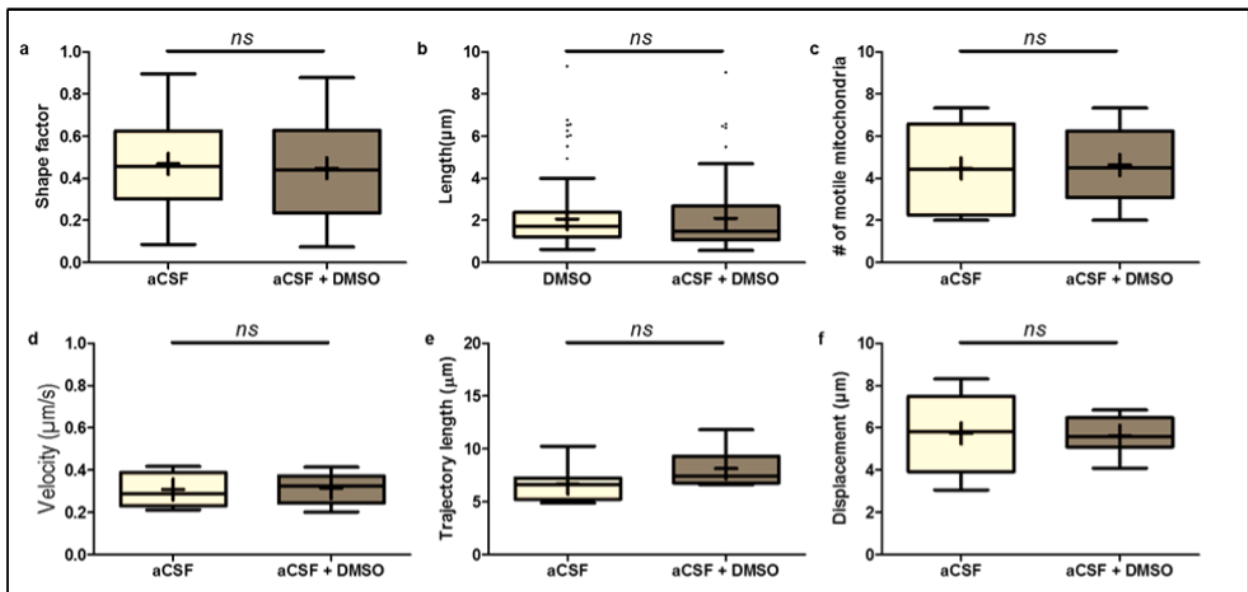 a
ns
Shape factor
1.0
0.8
0.6
0.4
0.2
0.0
aCSF
aCSF + DMSO
b
ns
Length(μm)
10
8
6
4
2
0
DMSO
aCSF + DMSO
c
ns
# of motile mitochondria
10
8
6
4
2
0
aCSF
aCSF + DMSO
d
ns
Velocity (μm/s)
1.0
0.8
0.6
0.4
0.2
0.0
aCSF
aCSF + DMSO
e
ns
Trajectory length (μm)
20
15
10
5
0
aCSF
aCSF + DMSO
f
ns
Displacement (μm)
10
8
6
4
2
0
aCSF
aCSF + DMSO